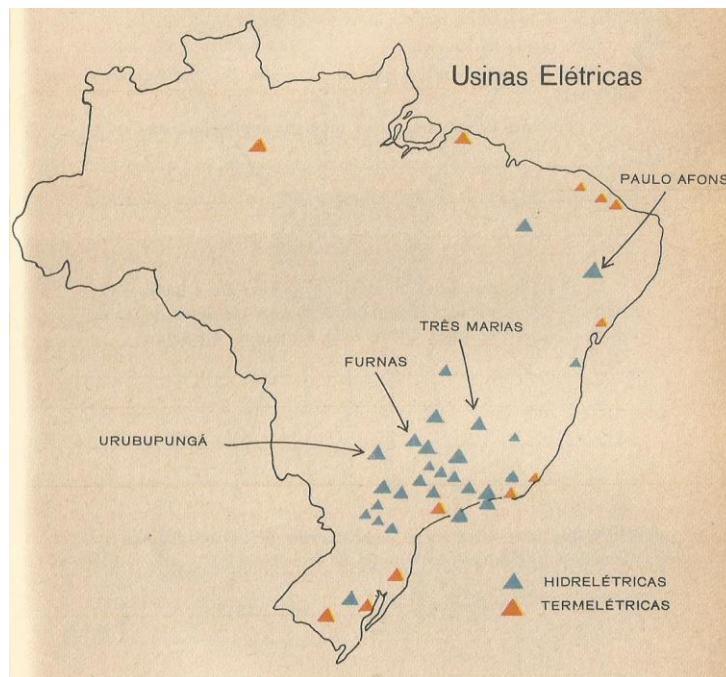 Usinas Elétricas
PAULO AFONS
TRÊS MARIAS
FURNAS
URUBUPUNGÁ
HIDRELÉTRICAS
TERMELÉTRICAS